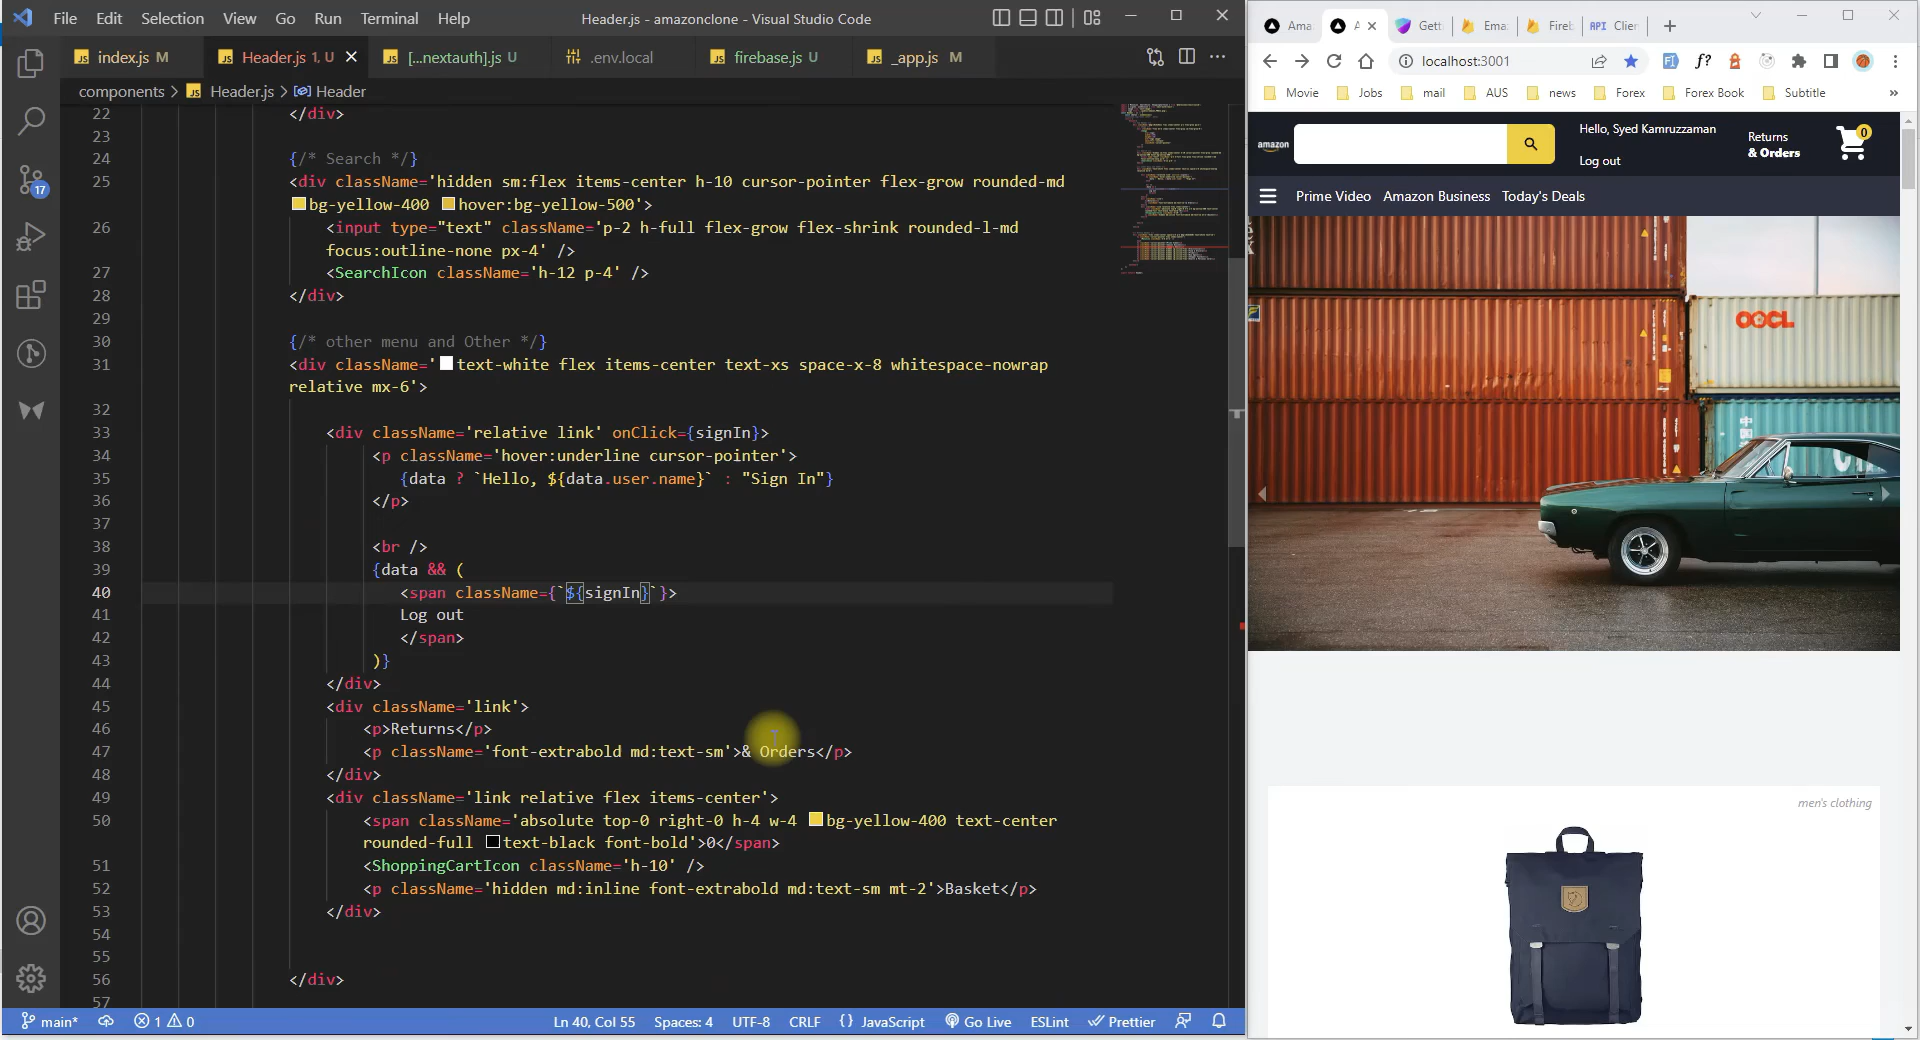 File Edit Selection View Go Run Terminal Help
Header.js - amazonclone - Visual Studio Code
index.js M
Header.js 1, U
[...nextauth].js U
.env.local
firebase.js U
_app.js M
components > Header.js > Header
22 </div>
23
24 {/* Search */}
25 <div className='hidden sm:flex items-center h-10 cursor-pointer flex-grow rounded-md
bg-yellow-400 hover:bg-yellow-500'>
26 <input type="text" className='p-2 h-full flex-grow flex-shrink rounded-l-md
focus:outline-none px-4' />
27 <SearchIcon className='h-12 p-4' />
28 </div>
29
30 {/* other menu and Other */}
31 <div className='text-white flex items-center text-xs space-x-8 whitespace-nowrap
relative mx-6'>
32
33 <div className='relative link' onClick={signIn}>
34 <p className='hover:underline cursor-pointer'>
35 {data ? `Hello, ${data.user.name}` : "Sign In"}
36 </p>
37
38 <br />
39 {data && (
40 <span className={`${signIn}`}>
41 Log out
42 </span>
43 )}
44 </div>
45 <div className='link'>
46 <p>Returns</p>
47 <p className='font-extrabold md:text-sm'>& Orders</p>
48 </div>
49 <div className='link relative flex items-center'>
50 <span className='absolute top-0 right-0 h-4 w-4 bg-yellow-400 text-center
rounded-full text-black font-bold'>0</span>
51 <ShoppingCartIcon className='h-10' />
52 <p className='hidden md:inline font-extrabold md:text-sm mt-2'>Basket</p>
53 </div>
54
55
56 </div>
57
17
main* 1 0 Ln 40, Col 55 Spaces: 4 UTF-8 CRLF {} JavaScript Go Live ESLint Prettier
Ama A Gett Ema Fireb API Clien
localhost:3001
Movie Jobs mail AUS news Forex Forex Book Subtitle »
amazon
Hello, Syed Kamruzzaman
Log out
Returns
& Orders
0
Prime Video Amazon Business Today's Deals
OOCL
men's clothing